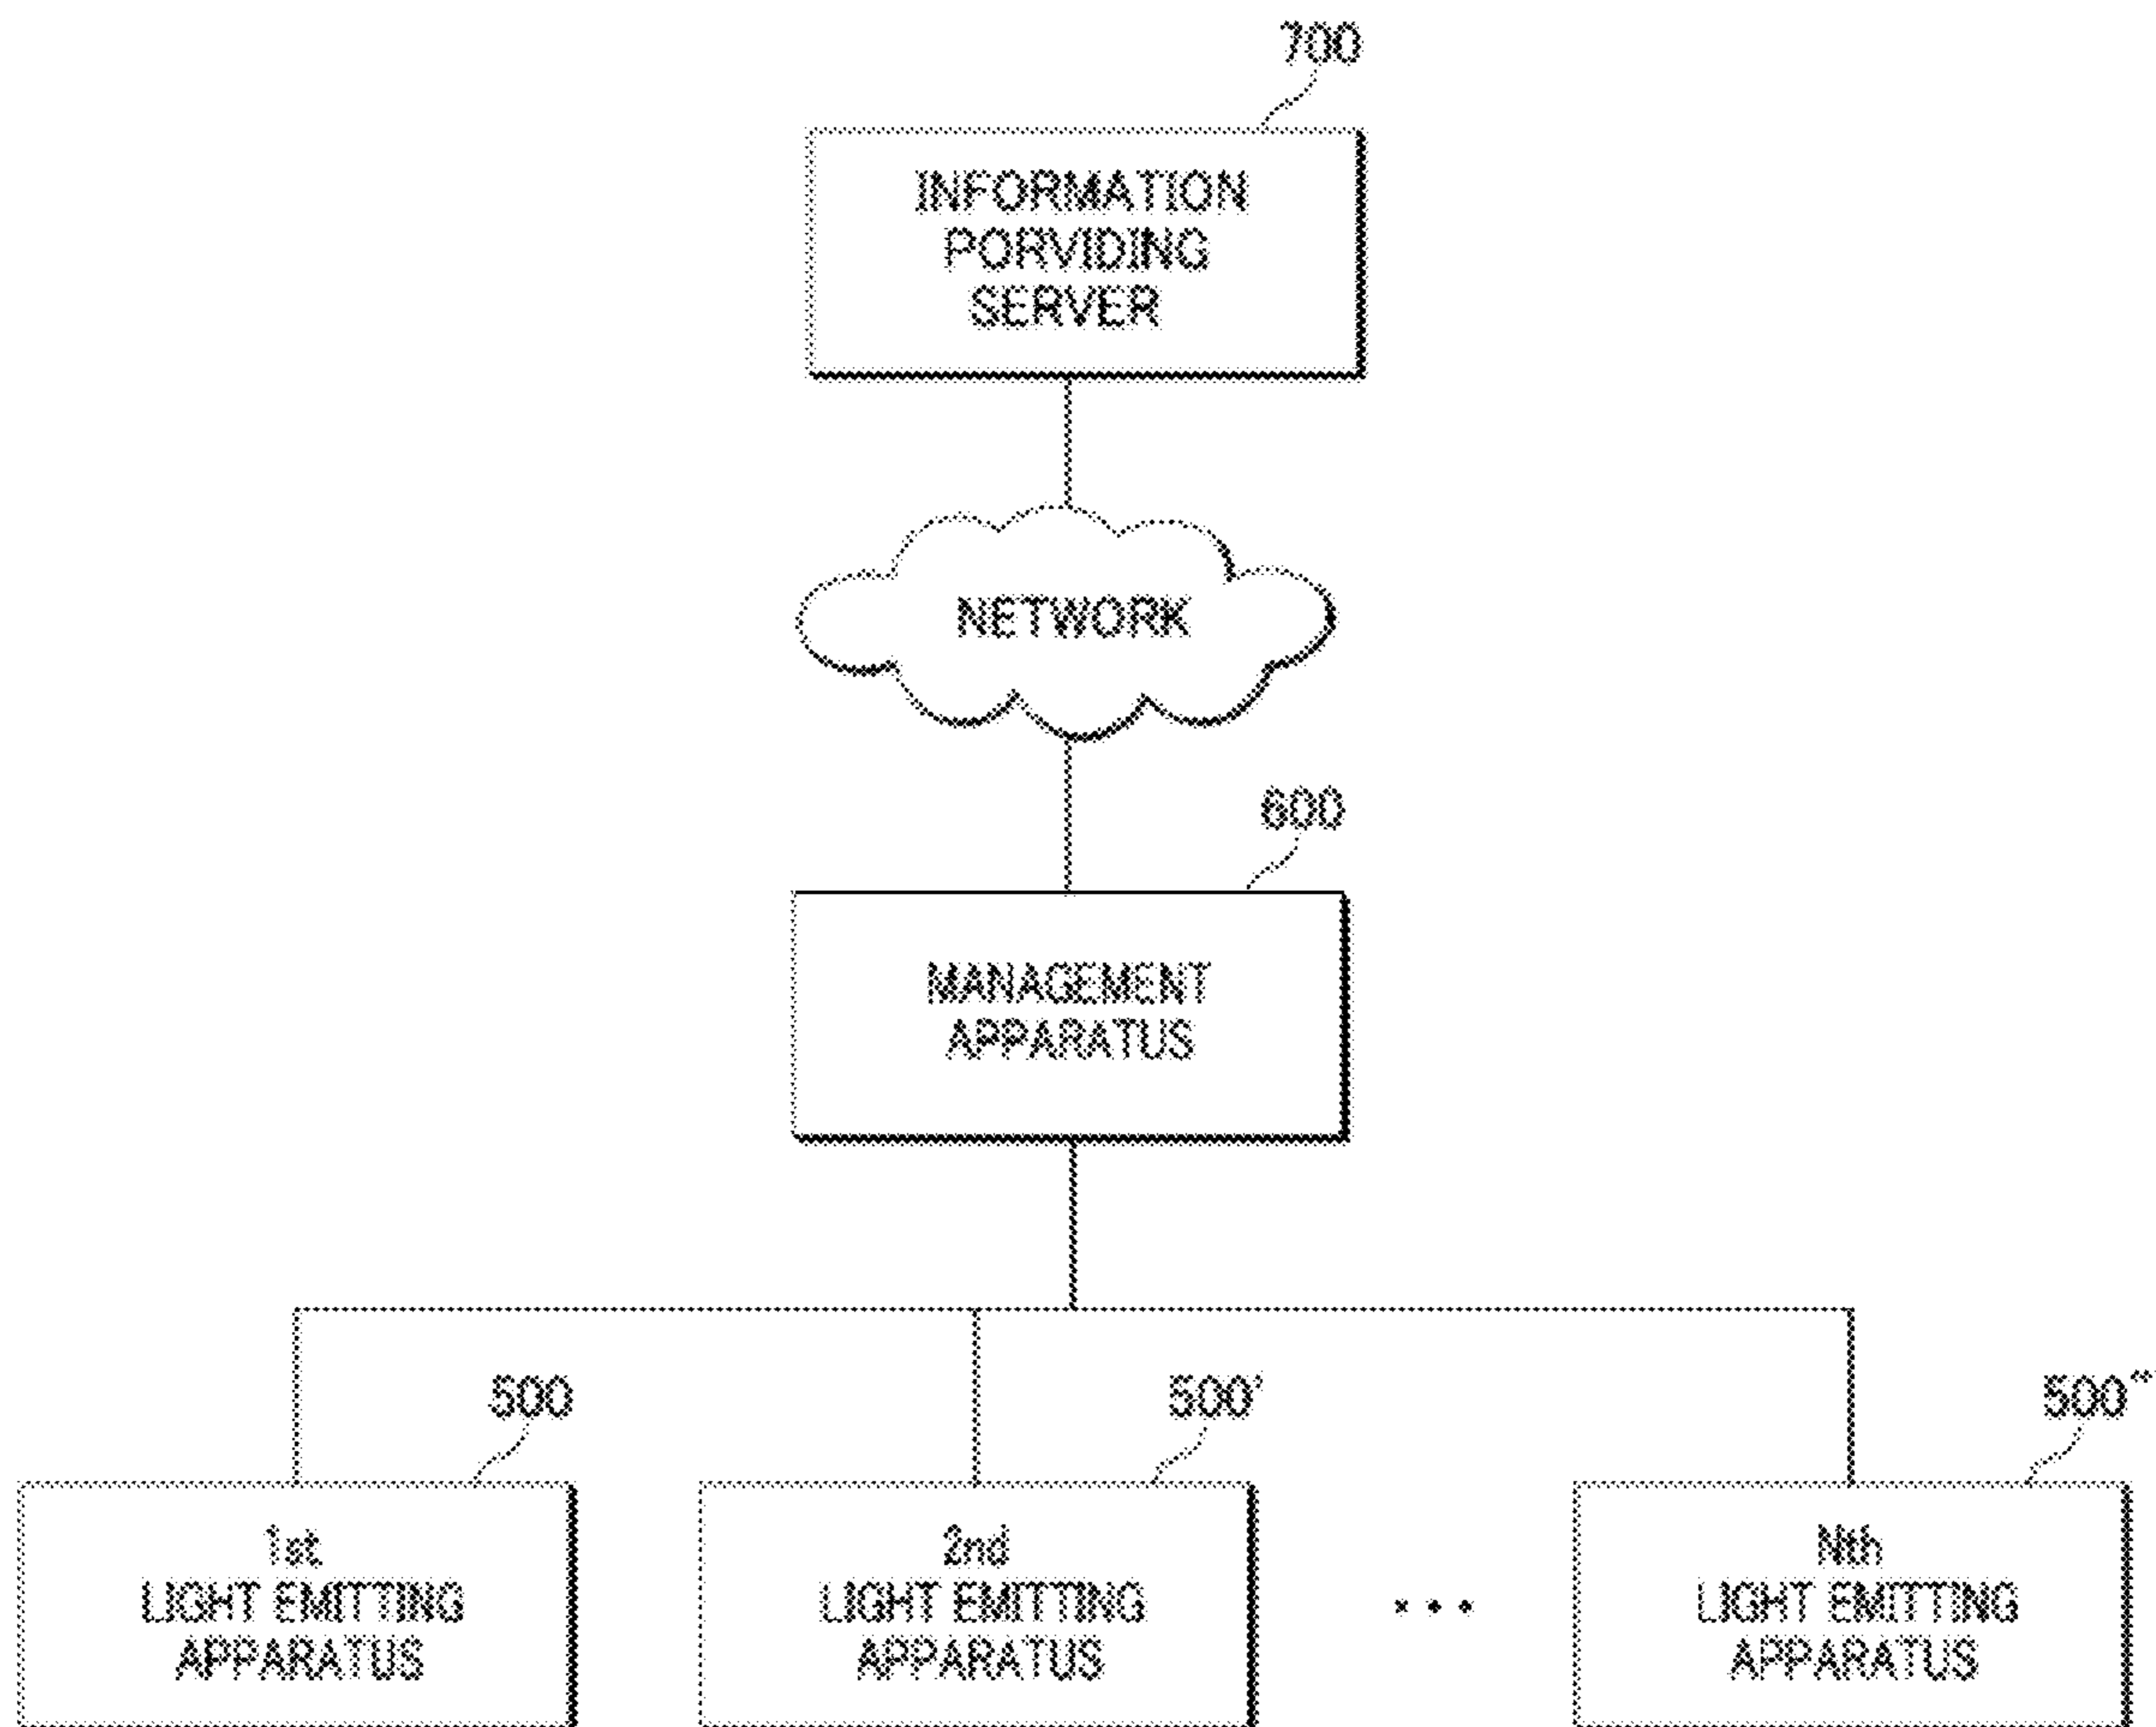 700
INFORMATION
PORVIDING
SERVER
NETWORK
600
MANAGEMENT
APPARATUS
500
500'
500"'
1st
LIGHT EMITTING
APPARATUS
2nd
LIGHT EMITTING
APPARATUS
...
Nth
LIGHT EMITTING
APPARATUS